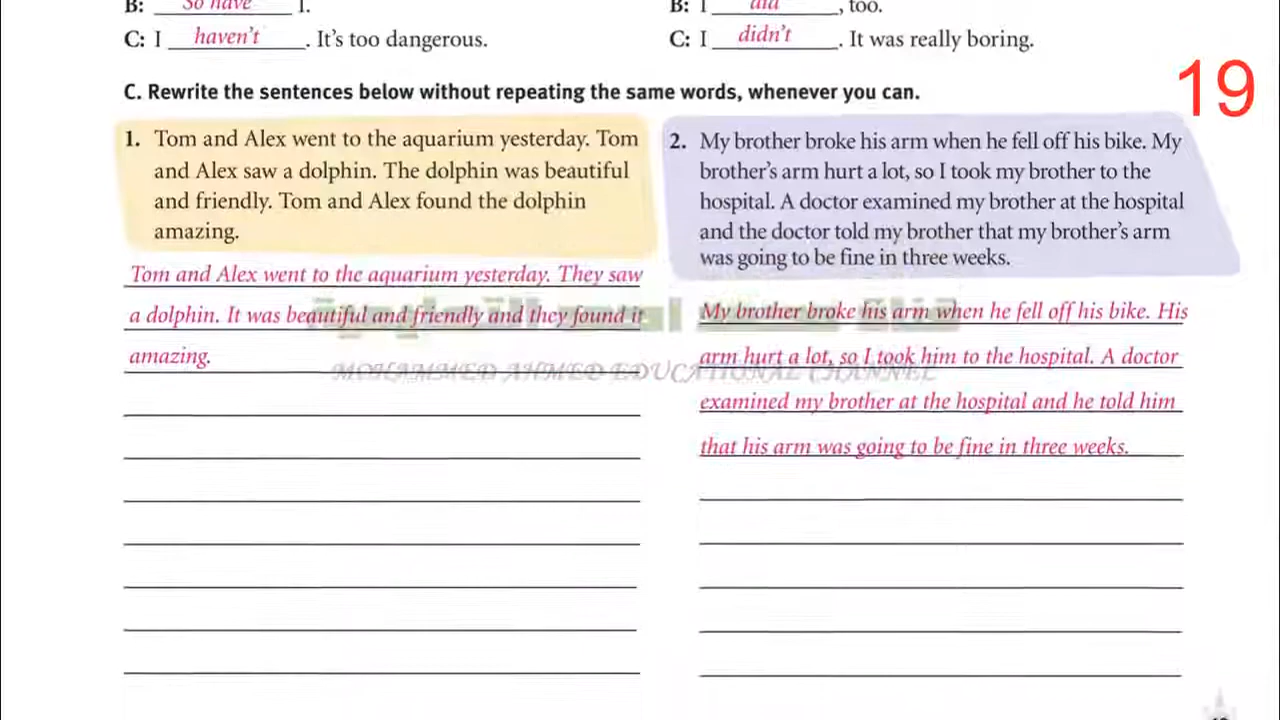 B: So have I.
C: I haven't. It's too dangerous.
B: I did, too.
C: I didn't. It was really boring.
19
C. Rewrite the sentences below without repeating the same words, whenever you can.
1. Tom and Alex went to the aquarium yesterday. Tom
and Alex saw a dolphin. The dolphin was beautiful
and friendly. Tom and Alex found the dolphin
amazing.
Tom and Alex went to the aquarium yesterday. They saw
a dolphin. It was beautiful and friendly and they found it
amazing.
2. My brother broke his arm when he fell off his bike. My
brother's arm hurt a lot, so I took my brother to the
hospital. A doctor examined my brother at the hospital
and the doctor told my brother that my brother's arm
was going to be fine in three weeks.
My brother broke his arm when he fell off his bike. His
arm hurt a lot, so I took him to the hospital. A doctor
examined my brother at the hospital and he told him
that his arm was going to be fine in three weeks.
MOHAMMED AHMED EDUCATIONAL CHANNEL